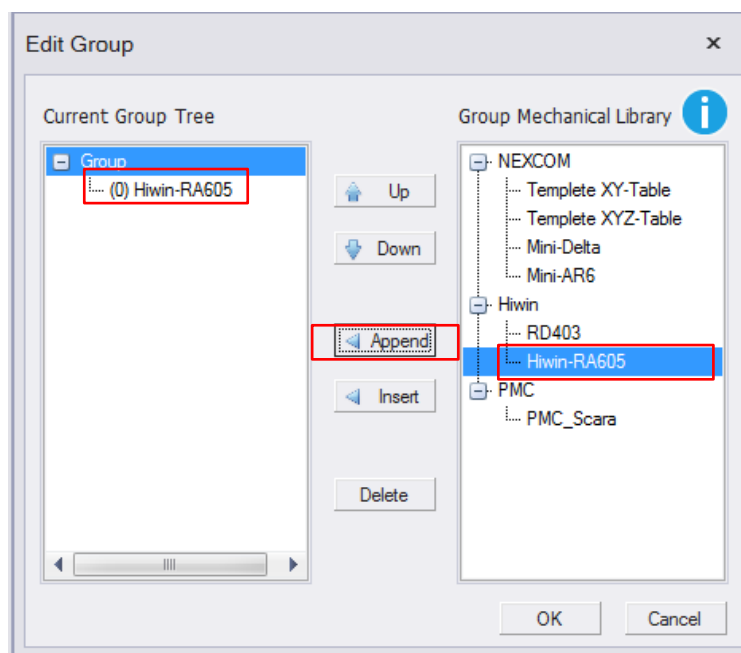 Edit Group
×
Current Group Tree
Group
(0) Hiwin-RA605
Up
Down
Append
Insert
Delete
Group Mechanical Library
i
NEXCOM
Templete XY-Table
Templete XYZ-Table
Mini-Delta
Mini-AR6
Hiwin
RD403
Hiwin-RA605
PMC
PMC_Scara
OK
Cancel